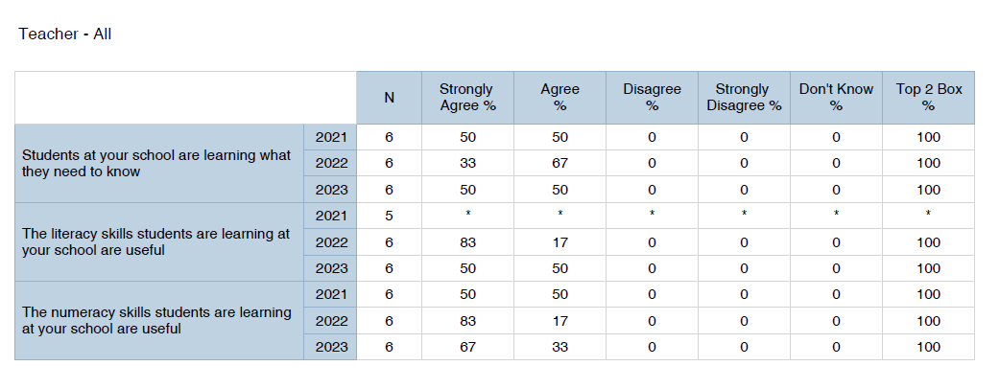 Teacher - All
N Strongly Agree % Agree % Disagree % Strongly Disagree % Don't Know % Top 2 Box %
Students at your school are learning what they need to know
2021 6 50 50 0 0 0 100
2022 6 33 67 0 0 0 100
2023 6 50 50 0 0 0 100
The literacy skills students are learning at your school are useful
2021 5 * * * * * *
2022 6 83 17 0 0 0 100
2023 6 50 50 0 0 0 100
The numeracy skills students are learning at your school are useful
2021 6 50 50 0 0 0 100
2022 6 83 17 0 0 0 100
2023 6 67 33 0 0 0 100